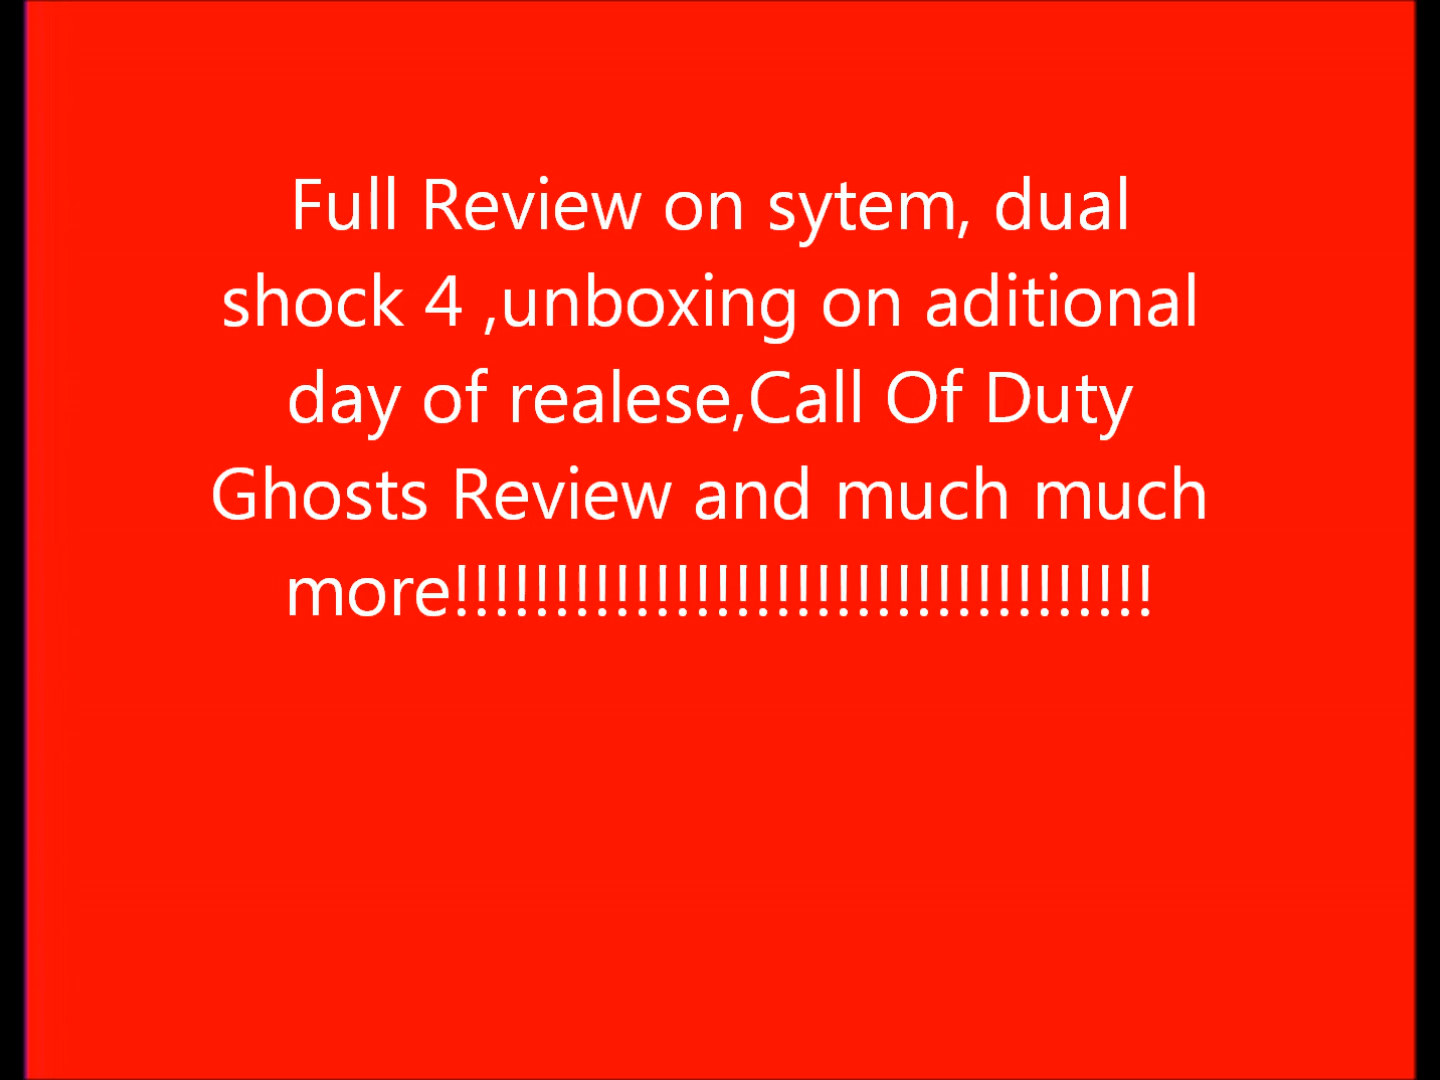 Full Review on sytem, dual
shock 4 ,unboxing on aditional
day of realese,Call Of Duty
Ghosts Review and much much
more!!!!!!!!!!!!!!!!!!!!!!!!!!!!!!!!!!!